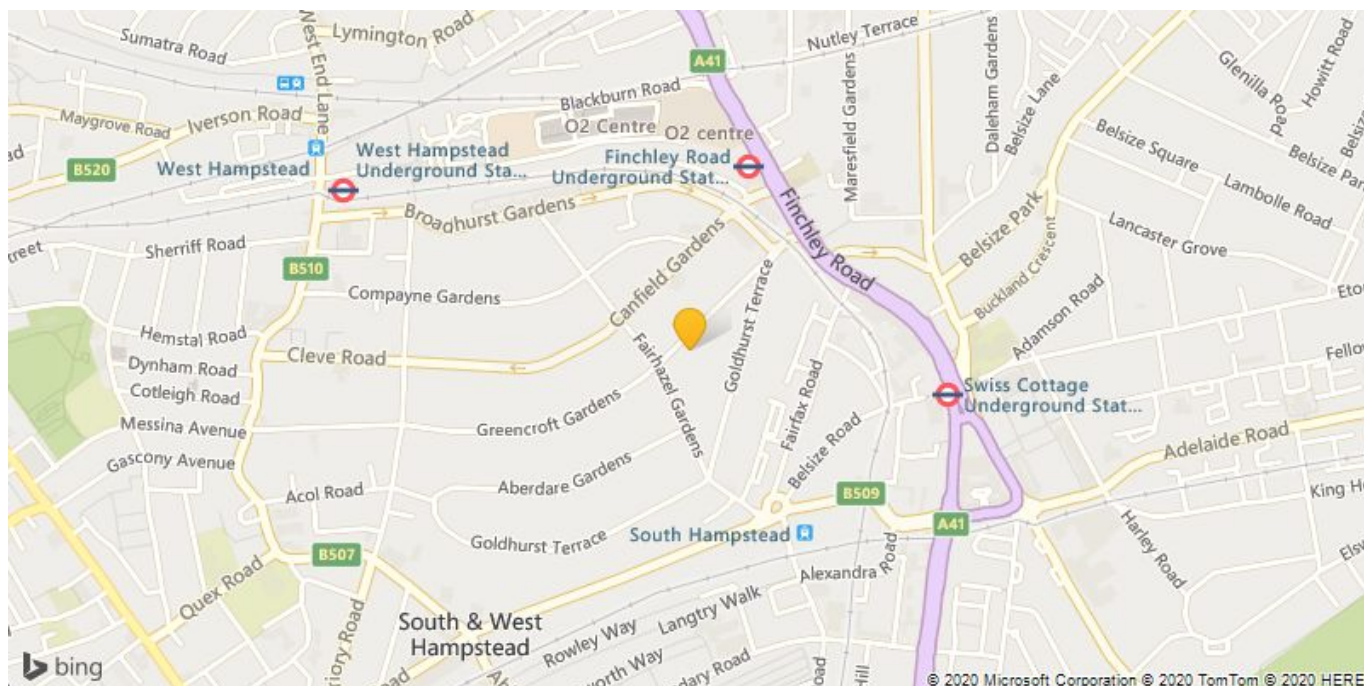 Sumatra Road
West End Lane
Lymington Road
A41
Nutley Terrace
Glenilla Road
Howitt Road
Maygrove Road
Iverson Road
Blackburn Road
O2 Centre
O2 centre
Maresfield Gardens
Daleham Gardens
Belsize Lane
Belsize Square
Belsize Park
Lambolle Road
B520
West Hampstead
West Hampstead
Underground Sta...
Finchley Road
Underground Stat...
Broadhurst Gardens
Finchley Road
Belsize Park
Buckland Crescent
Lancaster Grove
Sherriff Road
B510
Canfield Gardens
Compayne Gardens
Goldhurst Terrace
Adamson Road
Hemstal Road
Cleve Road
Fairhazel Gardens
Dynham Road
Cotleigh Road
Fairfax Road
Swiss Cottage
Underground Stat...
Messina Avenue
Greencroft Gardens
Belsize Road
Adelaide Road
Gascony Avenue
Acol Road
Aberdare Gardens
B509
A41
Harley Road
Goldhurst Terrace
South Hampstead
Quex Road
B507
Alexandra Road
South & West
Hampstead
Langtry Walk
Rowley Way
bing
© 2020 Microsoft Corporation © 2020 TomTom © 2020 HERE